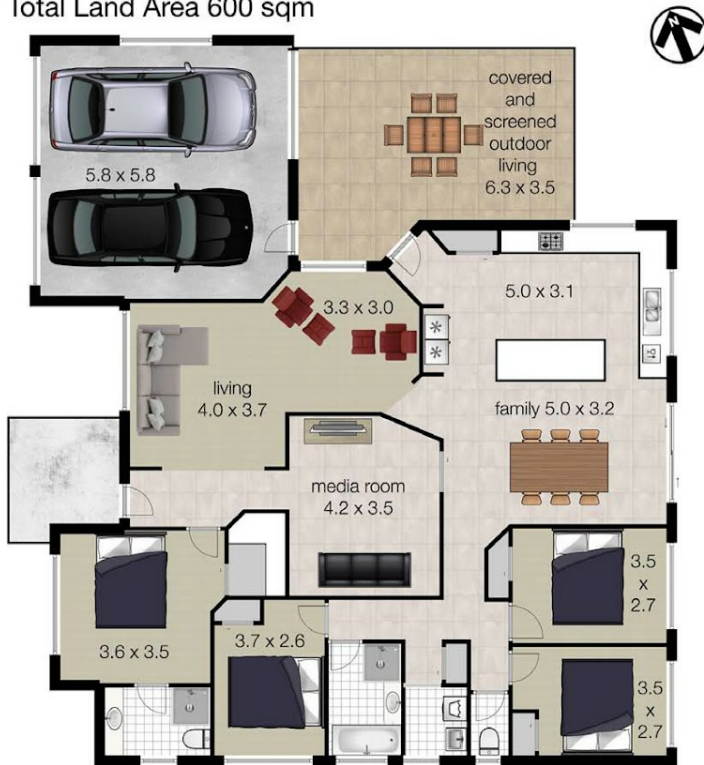 Total Land Area 600 sqm
N
covered
and
screened
outdoor
living
6.3 x 3.5
5.8 x 5.8
3.3 x 3.0
5.0 x 3.1
living
4.0 x 3.7
family 5.0 x 3.2
media room
4.2 x 3.5
3.5
x
2.7
3.6 x 3.5
3.7 x 2.6
3.5
x
2.7